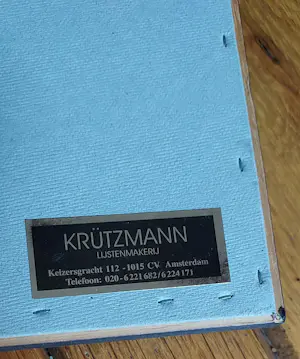 KRÜTZMANN
LIJSTENMAKERIJ
Keizersgracht 112 - 1015 CV Amsterdam
Telefoon: 020-6 221 682/6 224 171